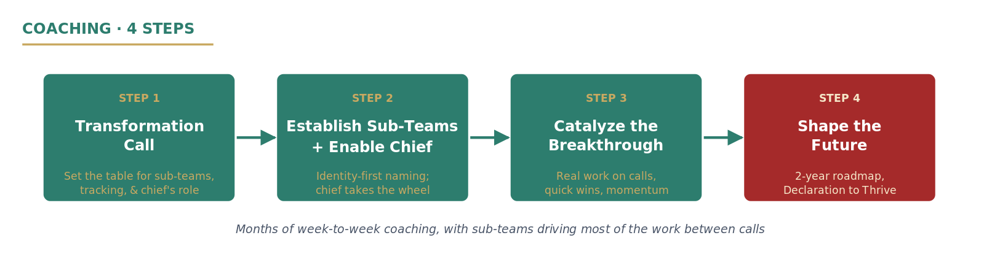 COACHING · 4 STEPS
STEP 1
Transformation
Call
Set the table for sub-teams,
tracking, & chief's role
STEP 2
Establish Sub-Teams
+ Enable Chief
Identity-first naming;
chief takes the wheel
STEP 3
Catalyze the
Breakthrough
Real work on calls,
quick wins, momentum
STEP 4
Shape the
Future
2-year roadmap,
Declaration to Thrive
Months of week-to-week coaching, with sub-teams driving most of the work between calls